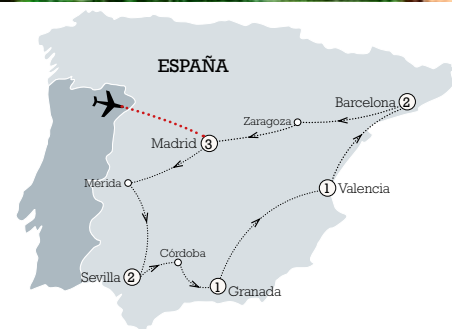 ESPAÑA
Barcelona 2
Zaragoza
Madrid 3
Mérida
1 Valencia
Córdoba
Sevilla 2
1 Granada